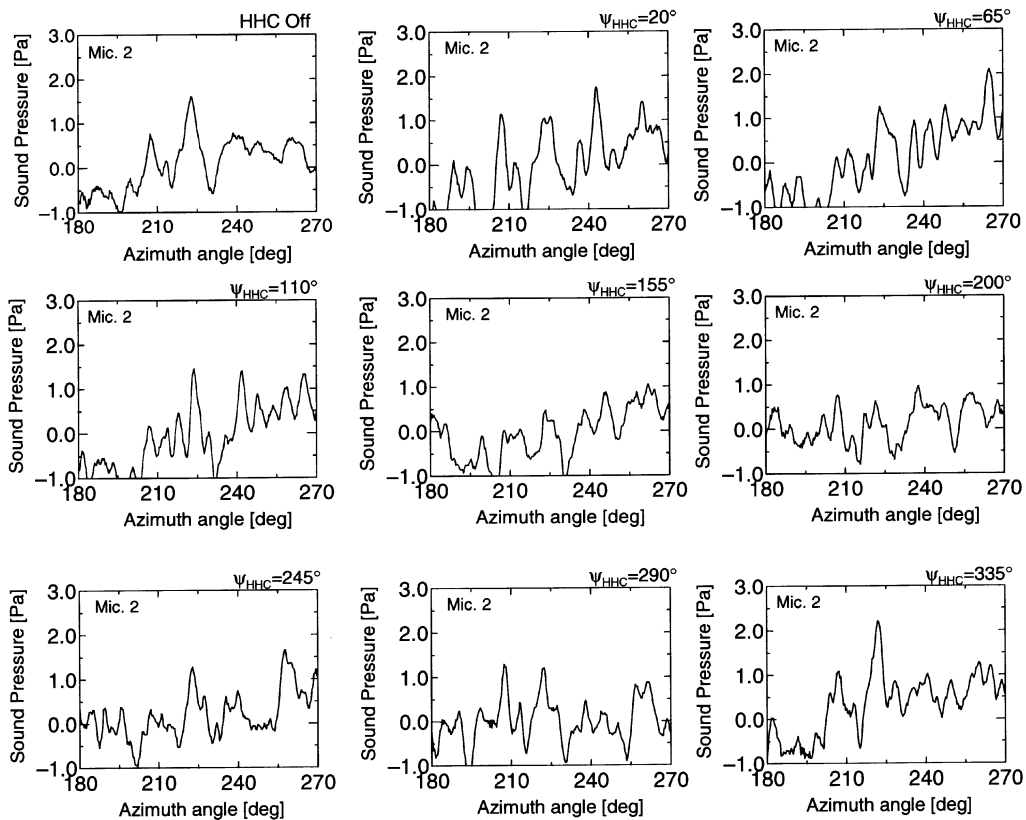 HHC Off
3.0
2.0
1.0
0.0
−1.0
Sound Pressure [Pa]
Mic. 2
180 210 240 270
Azimuth angle [deg]
ψHHC=20°
3.0
2.0
1.0
0.0
−1.0
Sound Pressure [Pa]
Mic. 2
180 210 240 270
Azimuth angle [deg]
ψHHC=65°
3.0
2.0
1.0
0.0
−1.0
Sound Pressure [Pa]
Mic. 2
180 210 240 270
Azimuth angle [deg]
ψHHC=110°
3.0
2.0
1.0
0.0
−1.0
Sound Pressure [Pa]
Mic. 2
180 210 240 270
Azimuth angle [deg]
ψHHC=155°
3.0
2.0
1.0
0.0
−1.0
Sound Pressure [Pa]
Mic. 2
180 210 240 270
Azimuth angle [deg]
ψHHC=200°
3.0
2.0
1.0
0.0
−1.0
Sound Pressure [Pa]
Mic. 2
180 210 240 270
Azimuth angle [deg]
ψHHC=245°
3.0
2.0
1.0
0.0
−1.0
Sound Pressure [Pa]
Mic. 2
180 210 240 270
Azimuth angle [deg]
ψHHC=290°
3.0
2.0
1.0
0.0
−1.0
Sound Pressure [Pa]
Mic. 2
180 210 240 270
Azimuth angle [deg]
ψHHC=335°
3.0
2.0
1.0
0.0
−1.0
Sound Pressure [Pa]
Mic. 2
180 210 240 270
Azimuth angle [deg]